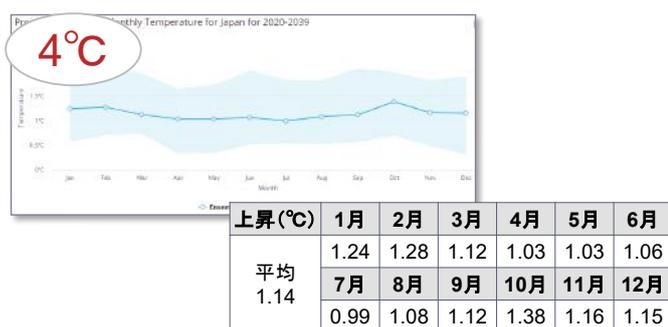 4℃
onthly Temperature for Japan for 2020-2039
Temperature
1.5℃
1℃
0.5℃
0℃
Jan Feb Mar Apr May Jun Jul Aug Sep Oct Nov Dec
Month
上昇(℃) 1月 2月 3月 4月 5月 6月
平均 1.14
1.24 1.28 1.12 1.03 1.03 1.06
7月 8月 9月 10月 11月 12月
0.99 1.08 1.12 1.38 1.16 1.15